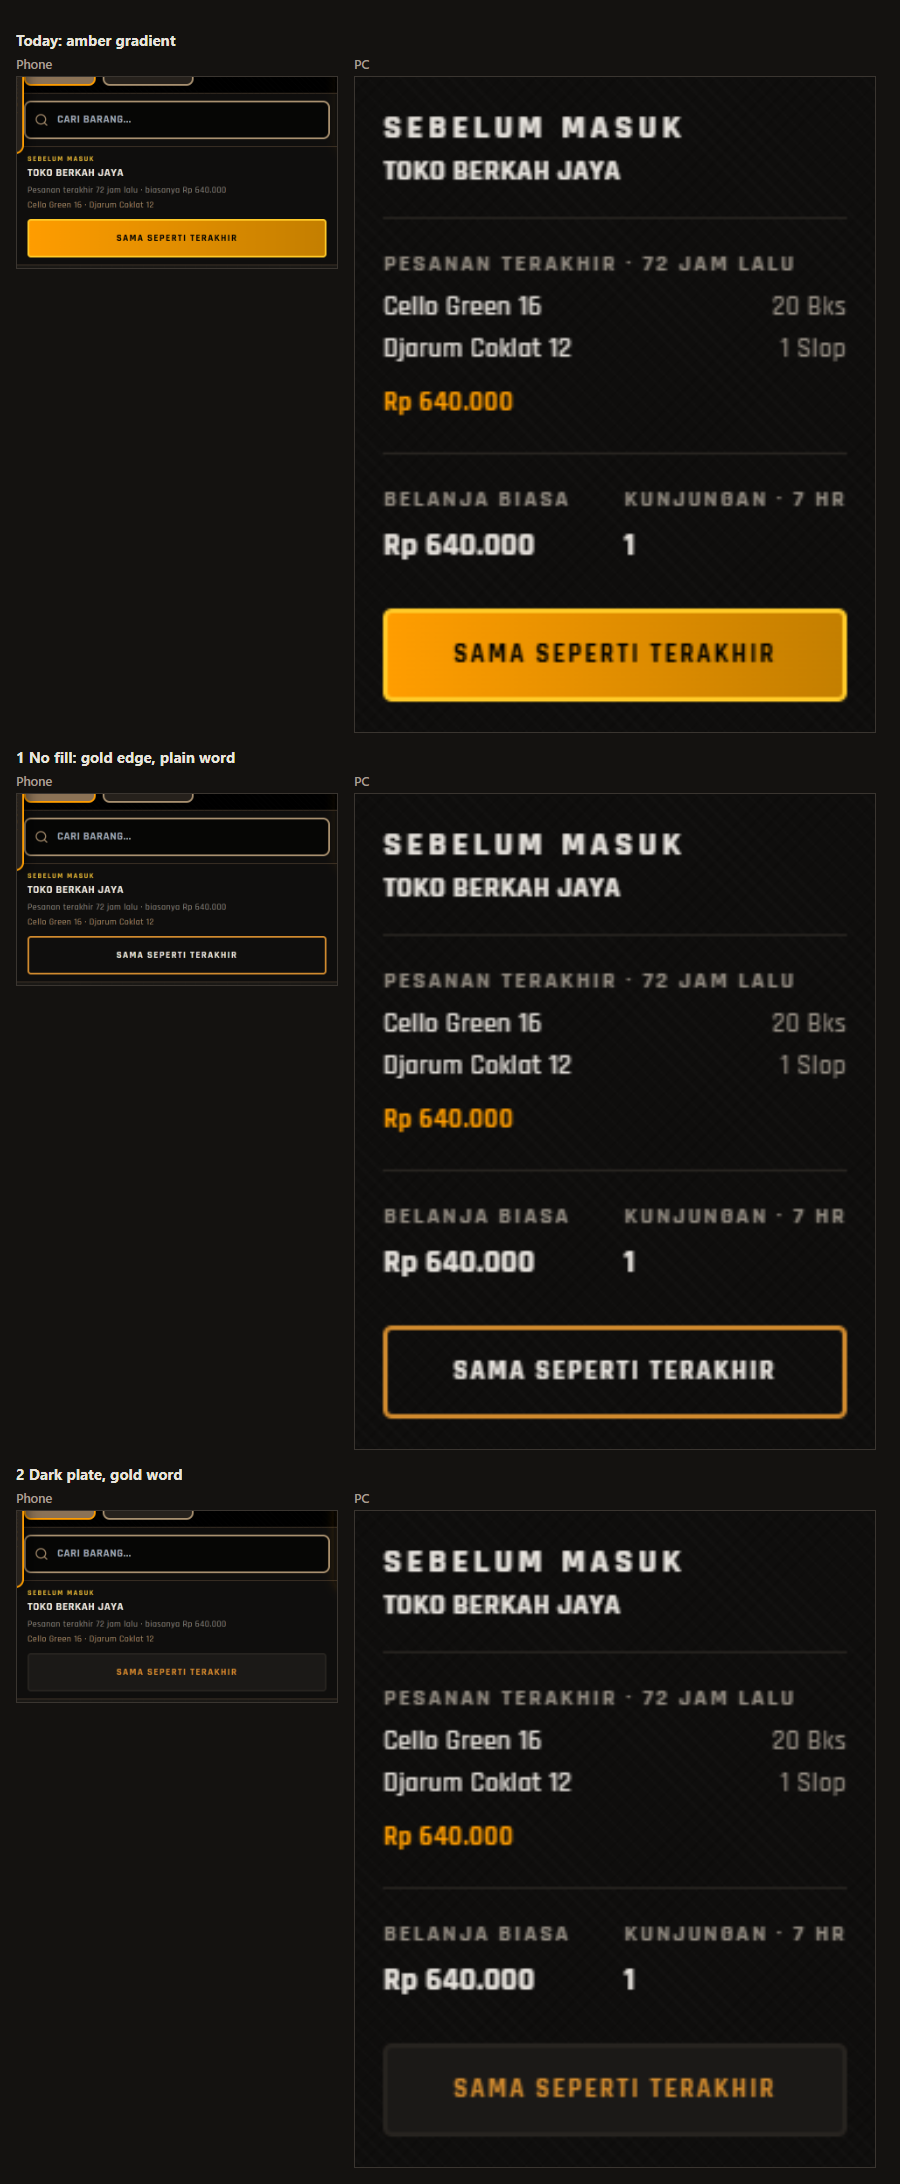 Today: amber gradient
Phone
CARI BARANG...
SEBELUM MASUK
TOKO BERKAH JAYA
Pesanan terakhir 72 jam lalu · biasanya Rp 640.000
Cello Green 16 · Djarum Coklat 12
SAMA SEPERTI TERAKHIR
PC
SEBELUM MASUK
TOKO BERKAH JAYA
PESANAN TERAKHIR · 72 JAM LALU
Cello Green 16 20 Bks
Djarum Coklat 12 1 Slop
Rp 640.000
BELANJA BIASA KUNJUNGAN · 7 HR
Rp 640.000 1
SAMA SEPERTI TERAKHIR
1 No fill: gold edge, plain word
Phone
CARI BARANG...
SEBELUM MASUK
TOKO BERKAH JAYA
Pesanan terakhir 72 jam lalu · biasanya Rp 640.000
Cello Green 16 · Djarum Coklat 12
SAMA SEPERTI TERAKHIR
PC
SEBELUM MASUK
TOKO BERKAH JAYA
PESANAN TERAKHIR · 72 JAM LALU
Cello Green 16 20 Bks
Djarum Coklat 12 1 Slop
Rp 640.000
BELANJA BIASA KUNJUNGAN · 7 HR
Rp 640.000 1
SAMA SEPERTI TERAKHIR
2 Dark plate, gold word
Phone
CARI BARANG...
SEBELUM MASUK
TOKO BERKAH JAYA
Pesanan terakhir 72 jam lalu · biasanya Rp 640.000
Cello Green 16 · Djarum Coklat 12
SAMA SEPERTI TERAKHIR
PC
SEBELUM MASUK
TOKO BERKAH JAYA
PESANAN TERAKHIR · 72 JAM LALU
Cello Green 16 20 Bks
Djarum Coklat 12 1 Slop
Rp 640.000
BELANJA BIASA KUNJUNGAN · 7 HR
Rp 640.000 1
SAMA SEPERTI TERAKHIR